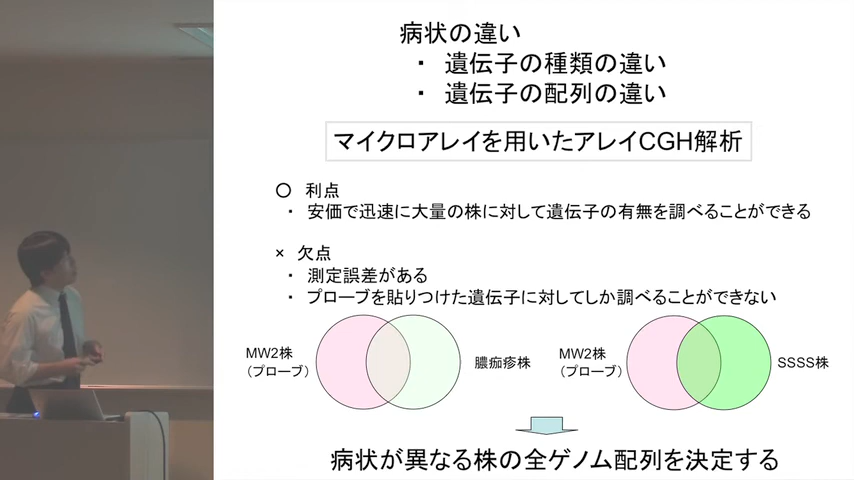 病状の違い
・ 遺伝子の種類の違い
・ 遺伝子の配列の違い
マイクロアレイを用いたアレイCGH解析
○ 利点
・ 安価で迅速に大量の株に対して遺伝子の有無を調べることができる
× 欠点
・ 測定誤差がある
・ プローブを貼りつけた遺伝子に対してしか調べることができない
MW2株
（プローブ）
膿痂疹株
MW2株
（プローブ）
SSSS株
病状が異なる株の全ゲノム配列を決定する